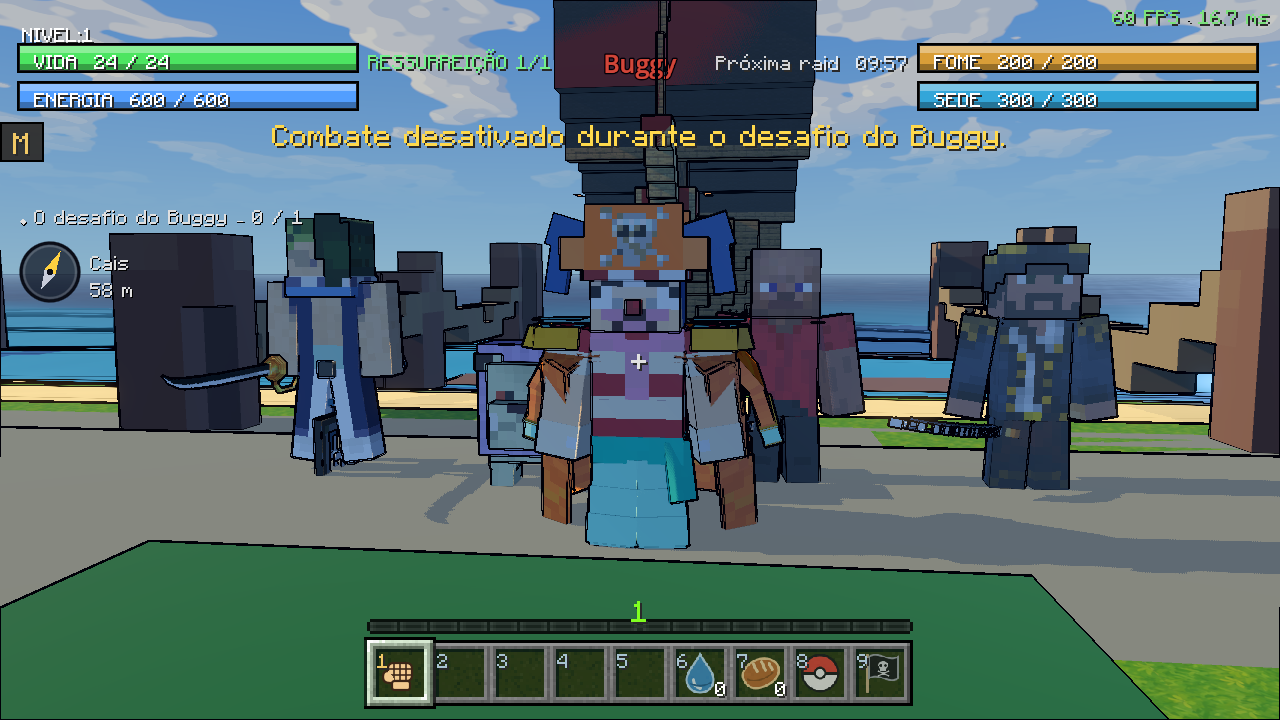 60 FPS · 16.7 ms
NIVEL:1
VIDA 24 / 24
RESSURREIÇÃO 1/1
Buggy
Próxima raid 09:57
FOME 200 / 200
ENERGIA 600 / 600
SEDE 300 / 300
M
Combate desativado durante o desafio do Buggy.
. O desafio do Buggy - 0 / 1
Cais
58 m
1
1 2 3 4 5 6 7 8 9
0 0